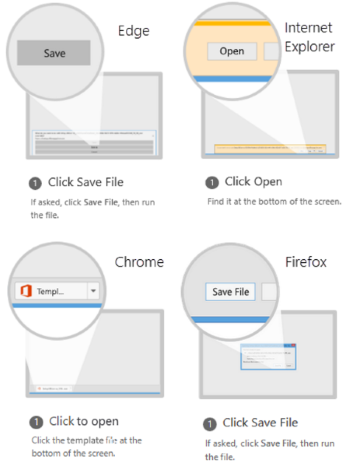 Edge
Save
1 Click Save File
If asked, click Save File, then run
the file.
Internet
Explorer
Open
1 Click Open
Find it at the bottom of the screen.
Chrome
Templ...
1 Click to open
Click the template file at the
bottom of the screen.
Firefox
Save File
1 Click Save File
If asked, click Save File, then run
the file.